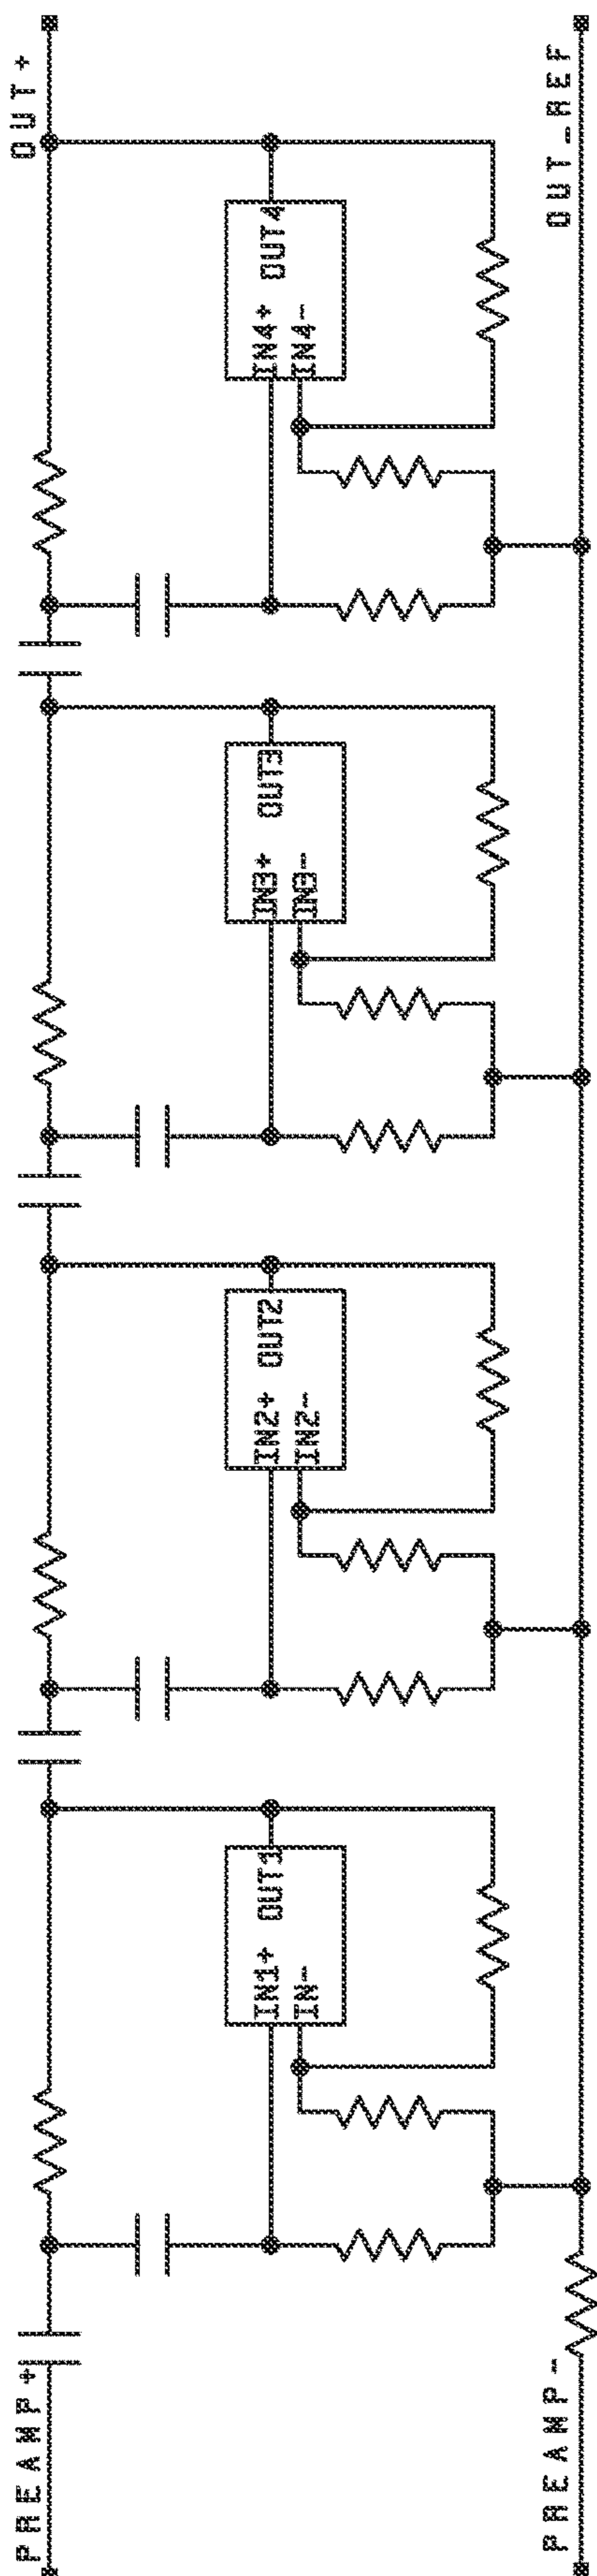 PREAMP+
PREAMP-
IN1+ OUT1
IN-
IN2+ OUT2
IN2-
IN3+ OUT3
IN3-
IN4+ OUT4
IN4-
OUT+
OUT_REF